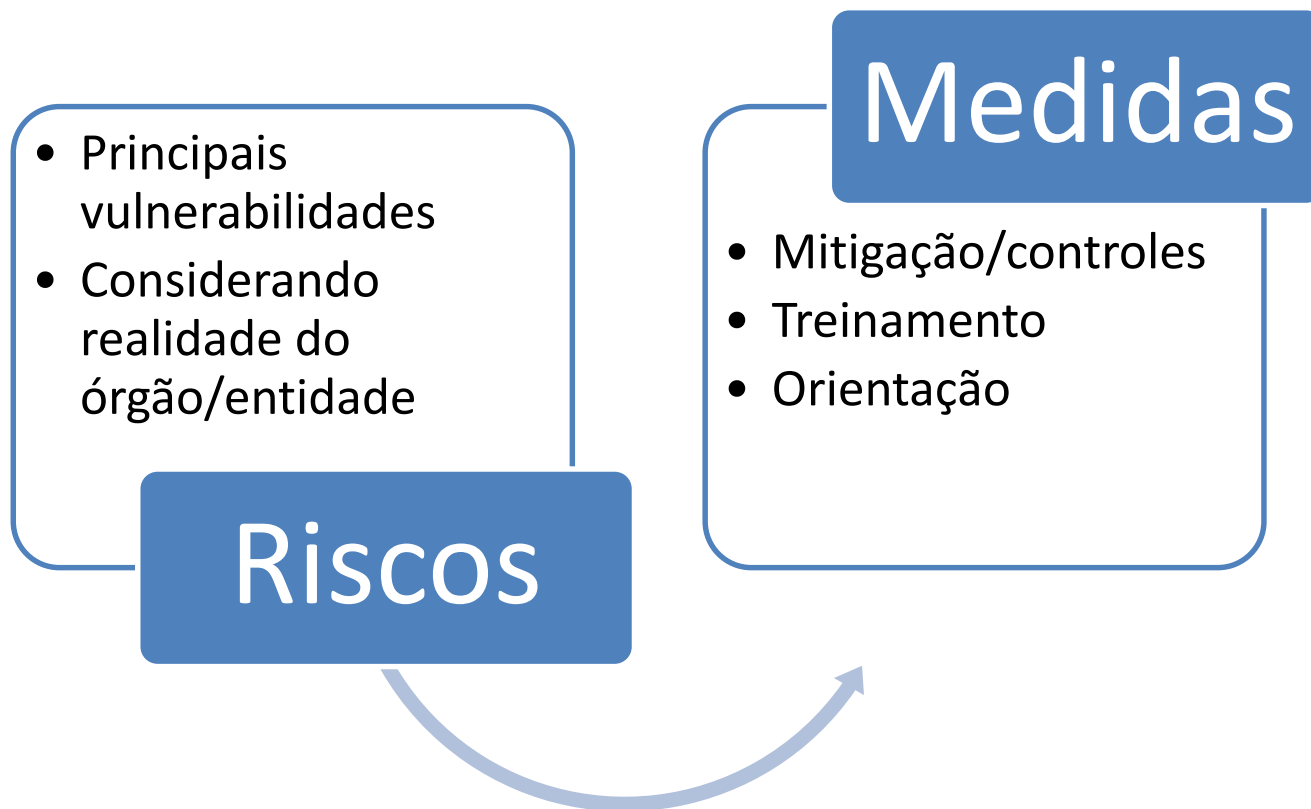 • Principais
vulnerabilidades
• Considerando
realidade do
órgão/entidade
Riscos
Medidas
• Mitigação/controles
• Treinamento
• Orientação